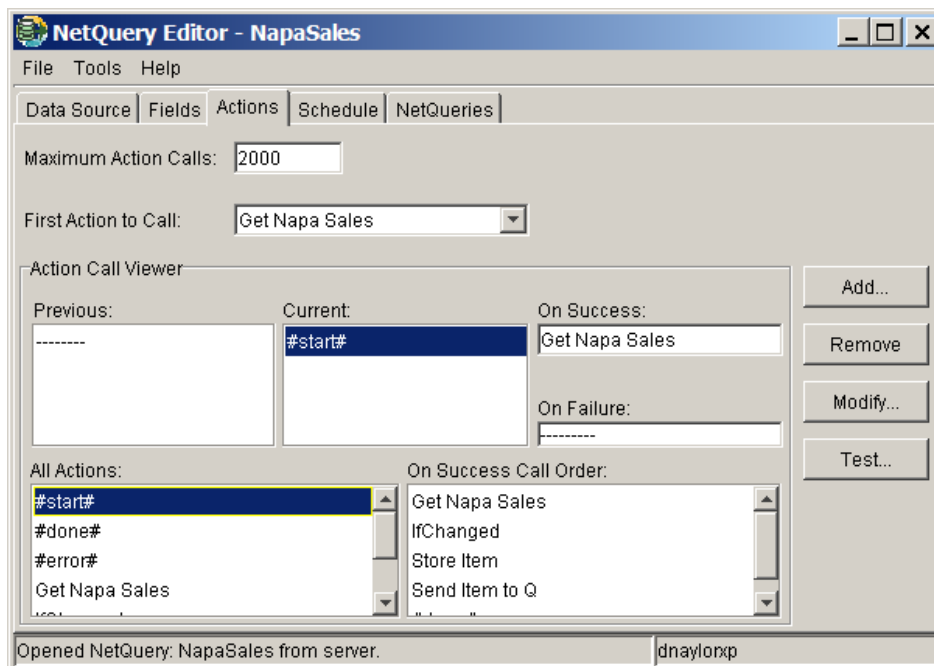 NetQuery Editor - NapaSales
File Tools Help
Data Source Fields Actions Schedule NetQueries
Maximum Action Calls: 2000
First Action to Call: Get Napa Sales
Action Call Viewer
Previous: Current: On Success:
-------- #start# Get Napa Sales
On Failure:
---------
Add...
Remove
Modify...
Test...
All Actions:
#start#
#done#
#error#
Get Napa Sales
On Success Call Order:
Get Napa Sales
IfChanged
Store Item
Send Item to Q
Opened NetQuery: NapaSales from server. dnaylorxp